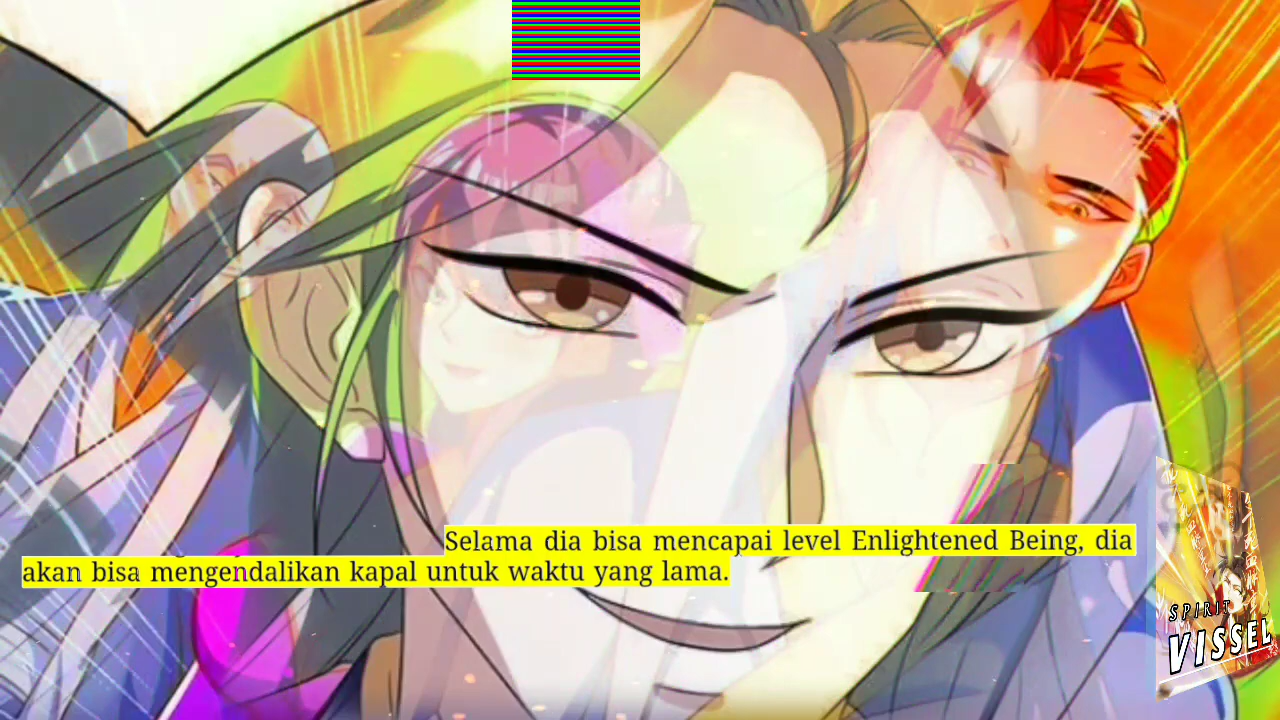 Selama dia bisa mencapai level Enlightened Being, dia
akan bisa mengendalikan kapal untuk waktu yang lama.
SPIRIT
VISSEL